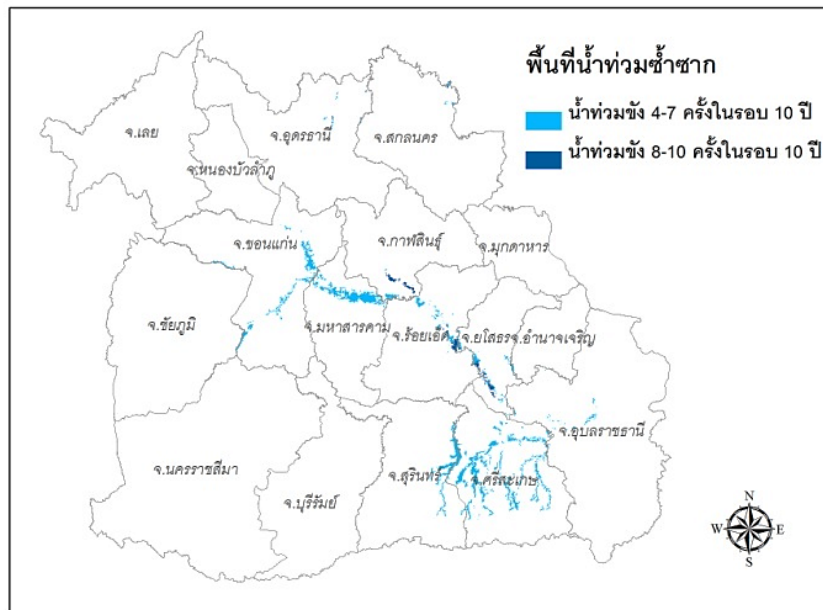 พื้นที่น้ำท่วมซ้ำซาก
น้ำท่วมขัง 4-7 ครั้งในรอบ 10 ปี
น้ำท่วมขัง 8-10 ครั้งในรอบ 10 ปี
จ.เลย
จ.อุดรธานี
จ.สกลนคร
จ.หนองบัวลำภู
จ.ขอนแก่น
จ.กาฬสินธุ์
จ.มุกดาหาร
จ.ชัยภูมิ
จ.มหาสารคาม
จ.ร้อยเอ็ด
จ.ยโสธร
จ.อำนาจเจริญ
จ.อุบลราชธานี
จ.นครราชสีมา
จ.บุรีรัมย์
จ.สุรินทร์
จ.ศรีสะเกษ
N
W E
S